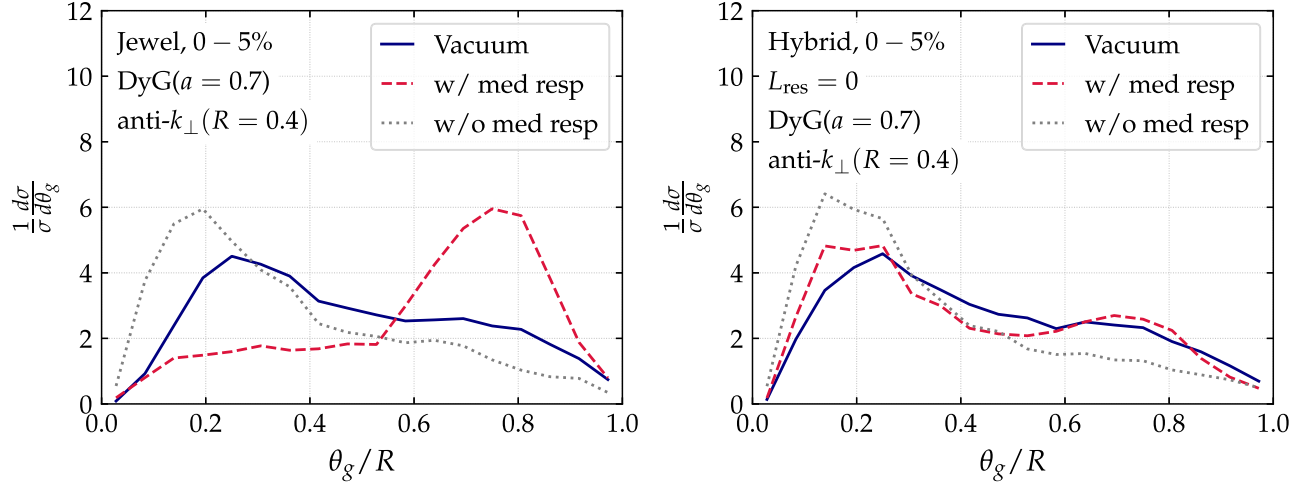 12
10
8
6
4
2
0
0.0 0.2 0.4 0.6 0.8 1.0
θg/R
1/σ dσ/dθg
Jewel, 0 – 5%
DyG(a = 0.7)
anti-k⊥(R = 0.4)
Vacuum
w/ med resp
w/o med resp
12
10
8
6
4
2
0
0.0 0.2 0.4 0.6 0.8 1.0
θg/R
1/σ dσ/dθg
Hybrid, 0 – 5%
Lres = 0
DyG(a = 0.7)
anti-k⊥(R = 0.4)
Vacuum
w/ med resp
w/o med resp